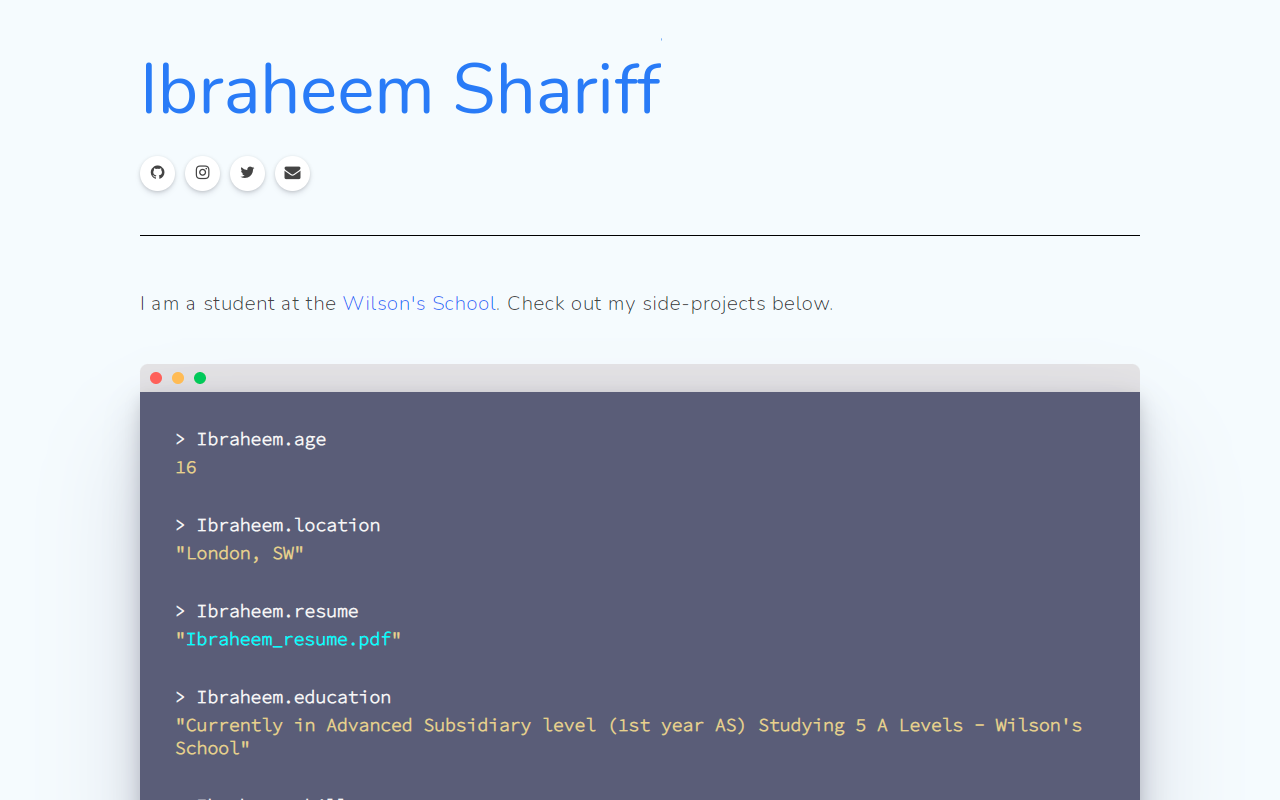 Ibraheem Shariff
I am a student at the Wilson's School. Check out my side-projects below.
> Ibraheem.age
16
> Ibraheem.location
"London, SW"
> Ibraheem.resume
"Ibraheem_resume.pdf"
> Ibraheem.education
"Currently in Advanced Subsidiary level (1st year AS) Studying 5 A Levels - Wilson's
School"